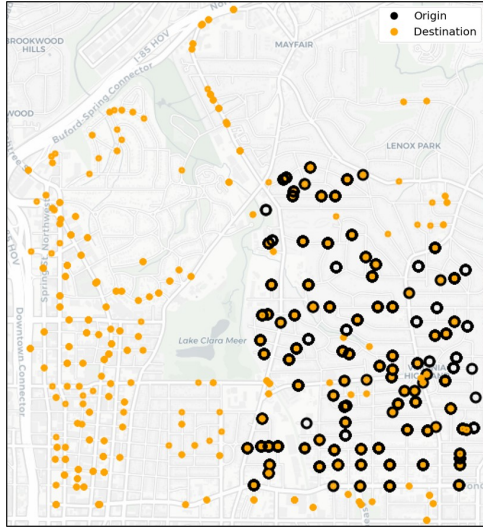 Origin
Destination
BROOKWOOD
HILLS
I-85 HOV
MAYFAIR
WOOD
Buford-Spring Connector
LENOX PARK
Spring St. Northwest
Downtown Connector
Lake Clara Meer